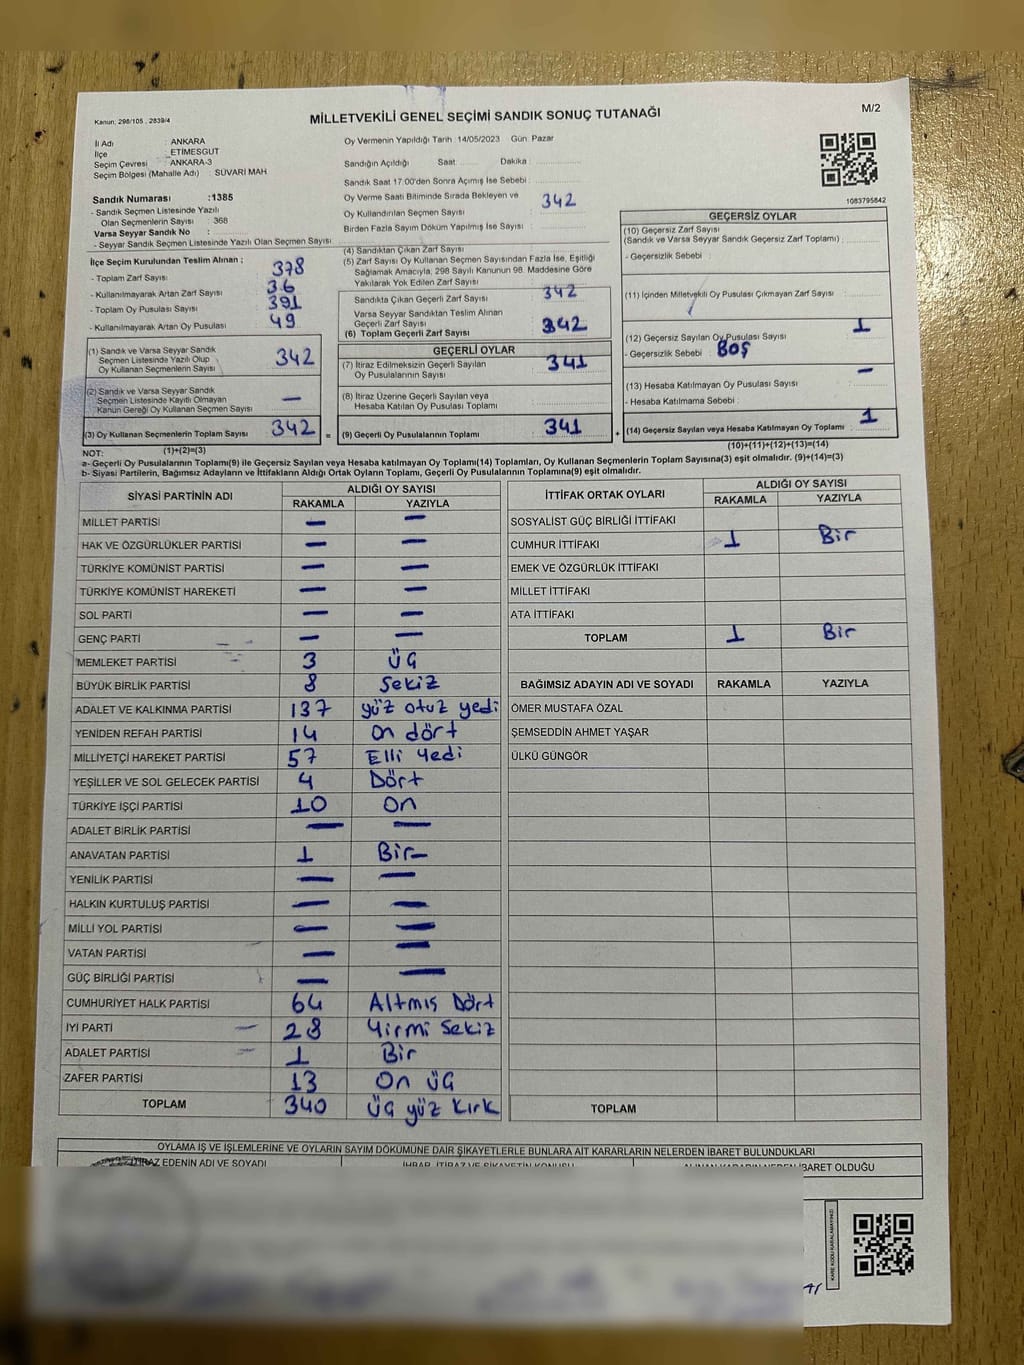 Kanun: 298/105, 2839/4
MİLLETVEKİLİ GENEL SEÇİMİ SANDIK SONUÇ TUTANAĞI
M/2
İl Adı : ANKARA
İlçe : ETİMESGUT
Seçim Çevresi : ANKARA-3
Seçim Bölgesi (Mahalle Adı) : SÜVARİ MAH
Sandık Numarası :1385
- Sandık Seçmen Listesinde Yazılı
Olan Seçmenlerin Sayısı : 368
Varsa Seyyar Sandık No :
- Seyyar Sandık Seçmen Listesinde Yazılı Olan Seçmen Sayısı
Oy Vermenin Yapıldığı Tarih 14/05/2023 Gün: Pazar
Sandığın Açıldığı Saat: Dakika :
Sandık Saat 17:00'den Sonra Açımış İse Sebebi :
Oy Verme Saati Bitiminde Sırada Bekleyen ve
Oy Kullandırılan Seçmen Sayısı 342
Birden Fazla Sayım Döküm Yapılmış İse Sayısı :
1083795842
İlçe Seçim Kurulundan Teslim Alınan ;
- Toplam Zarf Sayısı 378
- Kullanılmayarak Artan Zarf Sayısı : 36
- Toplam Oy Pusulası Sayısı : 391
- Kullanılmayarak Artan Oy Pusulası : 49
(1) Sandık ve Varsa Seyyar Sandık
Seçmen Listesinde Yazılı Olup
Oy Kullanan Seçmenlerin Sayısı : 342
(2) Sandık ve Varsa Seyyar Sandık
Seçmen Listesinde Kayıtlı Olmayan
Kanun Gereği Oy Kullanan Seçmen Sayısı : —
(3) Oy Kullanan Seçmenlerin Toplam Sayısı 342 =
(4) Sandıktan Çıkan Zarf Sayısı
(5) Zarf Sayısı Oy Kullanan Seçmen Sayısından Fazla İse, Eşitliği
Sağlamak Amacıyla, 298 Sayılı Kanunun 98. Maddesine Göre
Yakılarak Yok Edilen Zarf Sayısı :
Sandıkta Çıkan Geçerli Zarf Sayısı : 342
Varsa Seyyar Sandıktan Teslim Alınan
Geçerli Zarf Sayısı
(6) Toplam Geçerli Zarf Sayısı 342
GEÇERLİ OYLAR
(7) İtiraz Edilmeksizin Geçerli Sayılan
Oy Pusulalarının Sayısı : 341
(8) İtiraz Üzerine Geçerli Sayılan veya
Hesaba Katılan Oy Pusulası Toplamı
(9) Geçerli Oy Pusulalarının Toplamı 341 +
GEÇERSİZ OYLAR
(10) Geçersiz Zarf Sayısı
(Sandık ve Varsa Seyyar Sandık Geçersiz Zarf Toplamı) :
- Geçersizlik Sebebi :
(11) İçinden Milletvekili Oy Pusulası Çıkmayan Zarf Sayısı :
(12) Geçersiz Sayılan Oy Pusulası Sayısı : 1
- Geçersizlik Sebebi : BOŞ
(13) Hesaba Katılmayan Oy Pusulası Sayısı : —
- Hesaba Katılmama Sebebi :
(14) Geçersiz Sayılan veya Hesaba Katılmayan Oy Toplamı : 1
NOT: (1)+(2)=(3)
(10)+(11)+(12)+(13)=(14)
a- Geçerli Oy Pusulalarının Toplamı(9) ile Geçersiz Sayılan veya Hesaba katılmayan Oy Toplamı(14) Toplamları, Oy Kullanan Seçmenlerin Toplam Sayısına(3) eşit olmalıdır. (9)+(14)=(3)
b- Siyasi Partilerin, Bağımsız Adayların ve İttifakların Aldığı Ortak Oyların Toplamı, Geçerli Oy Pusulalarının Toplamına(9) eşit olmalıdır.
SİYASİ PARTİNİN ADI ALDIĞI OY SAYISI
RAKAMLA YAZIYLA
MİLLET PARTİSİ — —
HAK VE ÖZGÜRLÜKLER PARTİSİ — —
TÜRKİYE KOMÜNİST PARTİSİ — —
TÜRKİYE KOMÜNİST HAREKETİ — —
SOL PARTİ — —
GENÇ PARTİ — —
MEMLEKET PARTİSİ 3 ÜÇ
BÜYÜK BİRLİK PARTİSİ 8 Sekiz
ADALET VE KALKINMA PARTİSİ 137 yüz otuz yedi
YENİDEN REFAH PARTİSİ 14 On dört
MİLLİYETÇİ HAREKET PARTİSİ 57 Elli Yedi
YEŞİLLER VE SOL GELECEK PARTİSİ 4 Dört
TÜRKİYE İŞÇİ PARTİSİ 10 On
ADALET BİRLİK PARTİSİ — —
ANAVATAN PARTİSİ 1 Bir
YENİLİK PARTİSİ — —
HALKIN KURTULUŞ PARTİSİ — —
MİLLİ YOL PARTİSİ — —
VATAN PARTİSİ — —
GÜÇ BİRLİĞİ PARTİSİ — —
CUMHURİYET HALK PARTİSİ 64 Altmış Dört
İYİ PARTİ 28 Yirmi Sekiz
ADALET PARTİSİ 1 Bir
ZAFER PARTİSİ 13 On ÜÇ
TOPLAM 340 ÜÇ yüz Kırk
İTTİFAK ORTAK OYLARI ALDIĞI OY SAYISI
RAKAMLA YAZIYLA
SOSYALİST GÜÇ BİRLİĞİ İTTİFAKI
CUMHUR İTTİFAKI 1 Bir
EMEK VE ÖZGÜRLÜK İTTİFAKI
MİLLET İTTİFAKI
ATA İTTİFAKI
TOPLAM 1 Bir
BAĞIMSIZ ADAYIN ADI VE SOYADI RAKAMLA YAZIYLA
ÖMER MUSTAFA ÖZAL
ŞEMSEDDİN AHMET YAŞAR
ÜLKÜ GÜNGÖR
TOPLAM
OYLAMA İŞ VE İŞLEMLERİNE VE OYLARIN SAYIM DÖKÜMÜNE DAİR ŞİKAYETLERLE BUNLARA AİT KARARLARIN NELERDEN İBARET BULUNDUKLARI
İTİRAZ EDENİN ADI VE SOYADI İHBAR, İTİRAZ VE ŞİKAYETİN KONUSU ALINAN KARARIN NEDEN İBARET OLDUĞU
KARE KODU KARALAMAYINIZ!